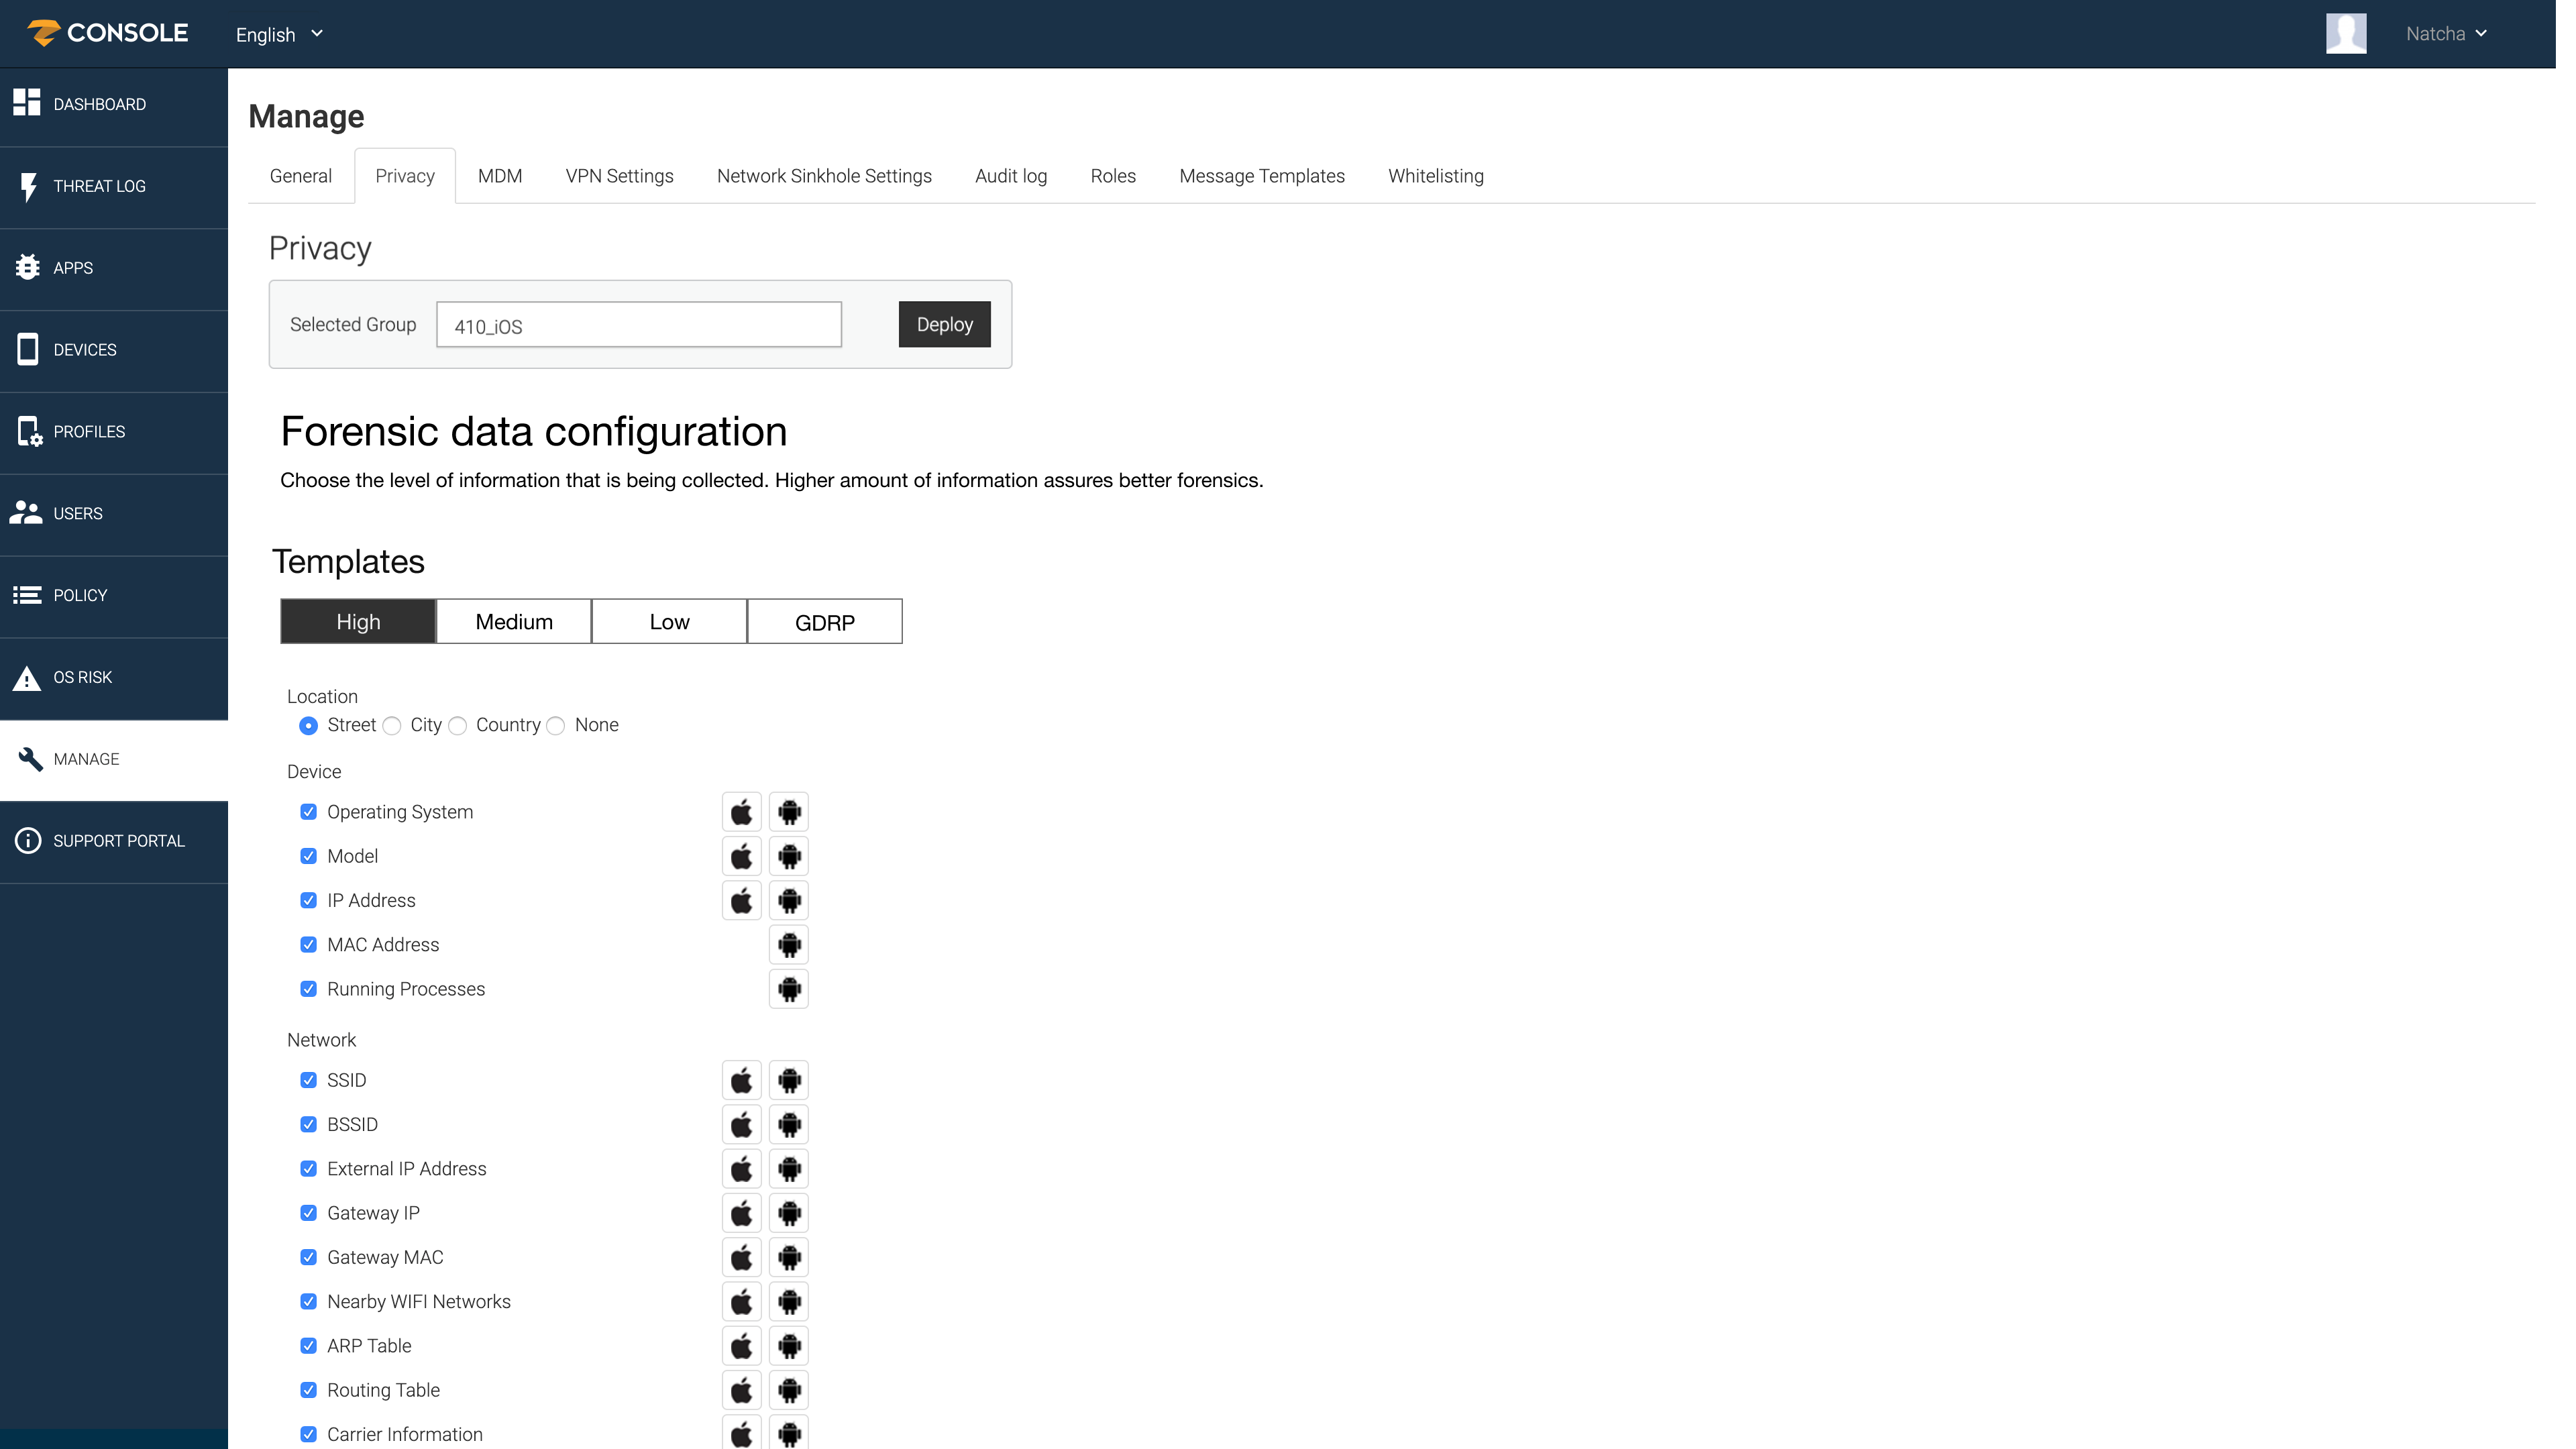 CONSOLE
English
Natcha
DASHBOARD
THREAT LOG
APPS
DEVICES
PROFILES
USERS
POLICY
OS RISK
MANAGE
SUPPORT PORTAL
Manage
General Privacy MDM VPN Settings Network Sinkhole Settings Audit log Roles Message Templates Whitelisting
Privacy
Selected Group 410_iOS Deploy
Forensic data configuration
Choose the level of information that is being collected. Higher amount of information assures better forensics.
Templates
High Medium Low GDRP
Location
Street City Country None
Device
Operating System
Model
IP Address
MAC Address
Running Processes
Network
SSID
BSSID
External IP Address
Gateway IP
Gateway MAC
Nearby WIFI Networks
ARP Table
Routing Table
Carrier Information